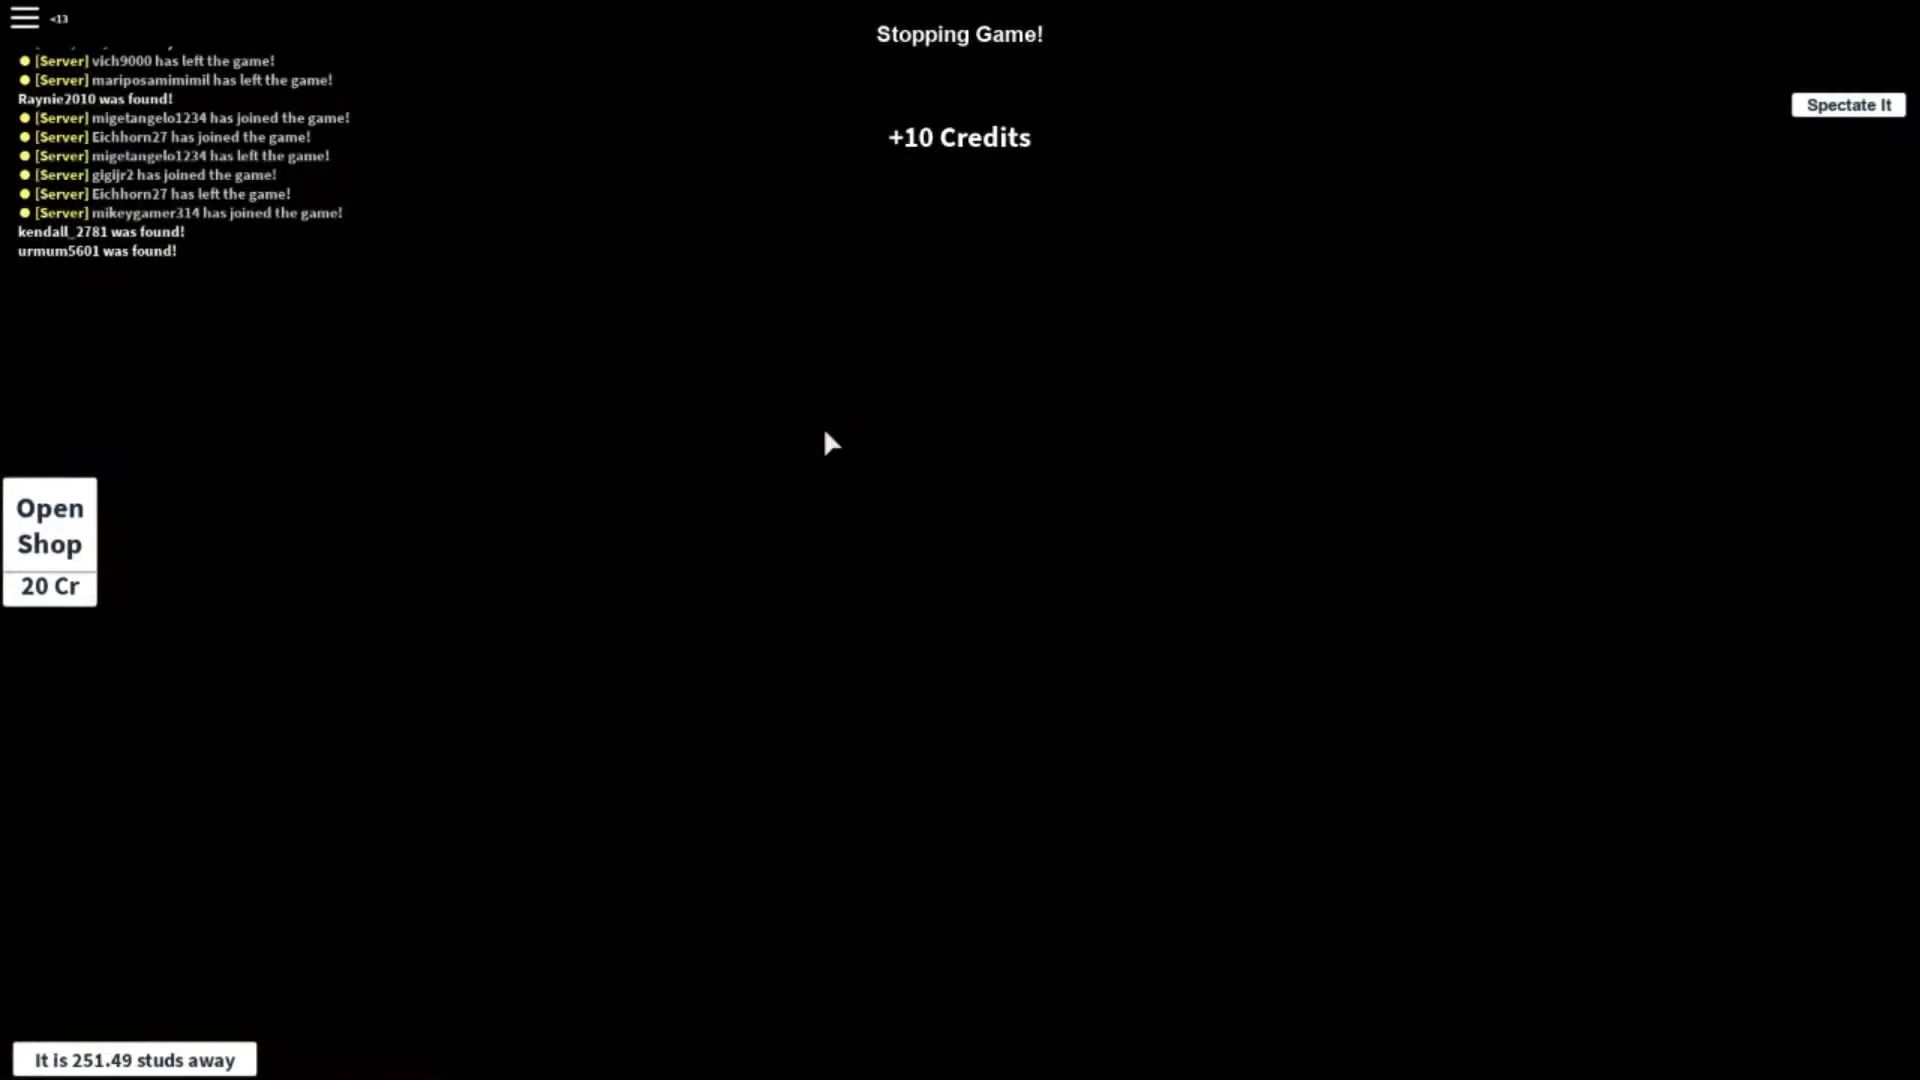 <13
Stopping Game!
[Server] vich9000 has left the game!
[Server] mariposamimimil has left the game!
Raynie2010 was found!
[Server] migetangelo1234 has joined the game!
[Server] Eichhorn27 has joined the game!
[Server] migetangelo1234 has left the game!
[Server] gigijr2 has joined the game!
[Server] Eichhorn27 has left the game!
[Server] mikeygamer314 has joined the game!
kendall_2781 was found!
urmum5601 was found!
Spectate It
+10 Credits
Open
Shop
20 Cr
It is 251.49 studs away